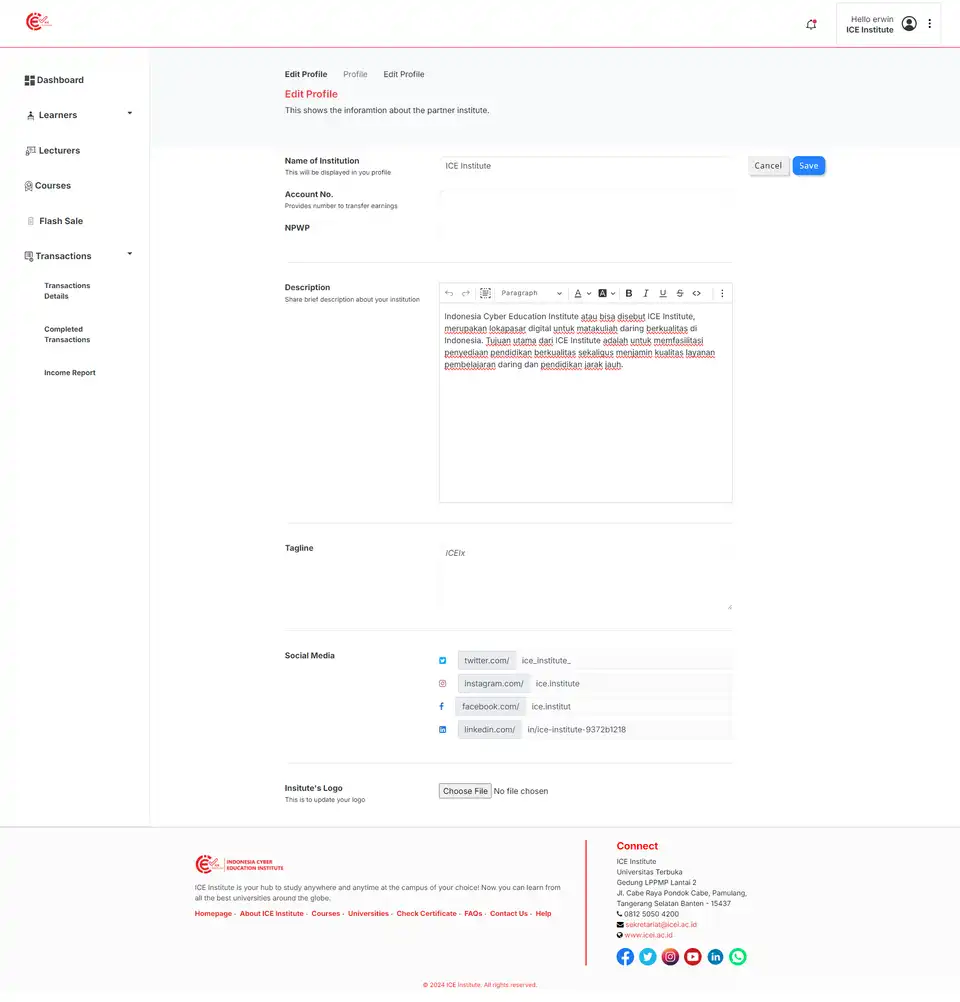 Hello erwin
ICE Institute
Dashboard
Learners
Lecturers
Courses
Flash Sale
Transactions
Transactions
Details
Completed
Transactions
Income Report
Edit Profile Profile Edit Profile
Edit Profile
This shows the inforamtion about the partner institute.
Name of Institution
This will be displayed in you profile
ICE Institute
Cancel Save
Account No.
Provides number to transfer earnings
NPWP
Description
Share brief description about your institution
Paragraph A A B I U S <>
Indonesia Cyber Education Institute atau bisa disebut ICE Institute,
merupakan lokapasar digital untuk matakuliah daring berkualitas di
Indonesia. Tujuan utama dari ICE Institute adalah untuk memfasilitasi
penyediaan pendidikan berkualitas sekaligus menjamin kualitas layanan
pembelajaran daring dan pendidikan jarak jauh.
Tagline
ICEIx
Social Media
twitter.com/ ice_institute_
instagram.com/ ice.institute
facebook.com/ ice.institut
linkedin.com/ in/ice-institute-9372b1218
Insitute's Logo
This is to update your logo
Choose File No file chosen
INDONESIA CYBER
EDUCATION INSTITUTE
ICE Institute is your hub to study anywhere and anytime at the campus of your choice! Now you can learn from
all the best universities around the globe.
Homepage · About ICE Institute · Courses · Universities · Check Certificate · FAQs · Contact Us · Help
Connect
ICE Institute
Universitas Terbuka
Gedung LPPMP Lantai 2
Jl. Cabe Raya Pondok Cabe, Pamulang,
Tangerang Selatan Banten - 15437
0812 5050 4200
sekretariat@icei.ac.id
www.icei.ac.id
© 2024 ICE Institute. All rights reserved.